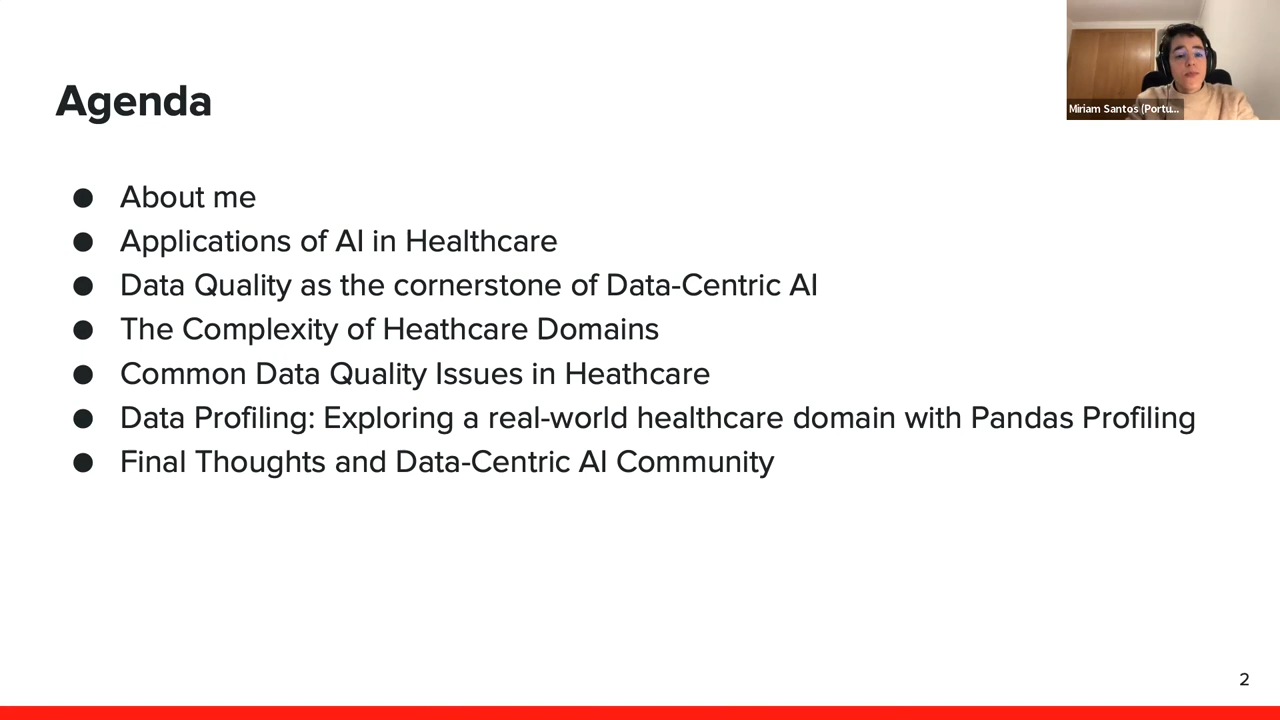 Agenda
Miriam Santos (Portu...
● About me
● Applications of AI in Healthcare
● Data Quality as the cornerstone of Data-Centric AI
● The Complexity of Heathcare Domains
● Common Data Quality Issues in Heathcare
● Data Profiling: Exploring a real-world healthcare domain with Pandas Profiling
● Final Thoughts and Data-Centric AI Community
2